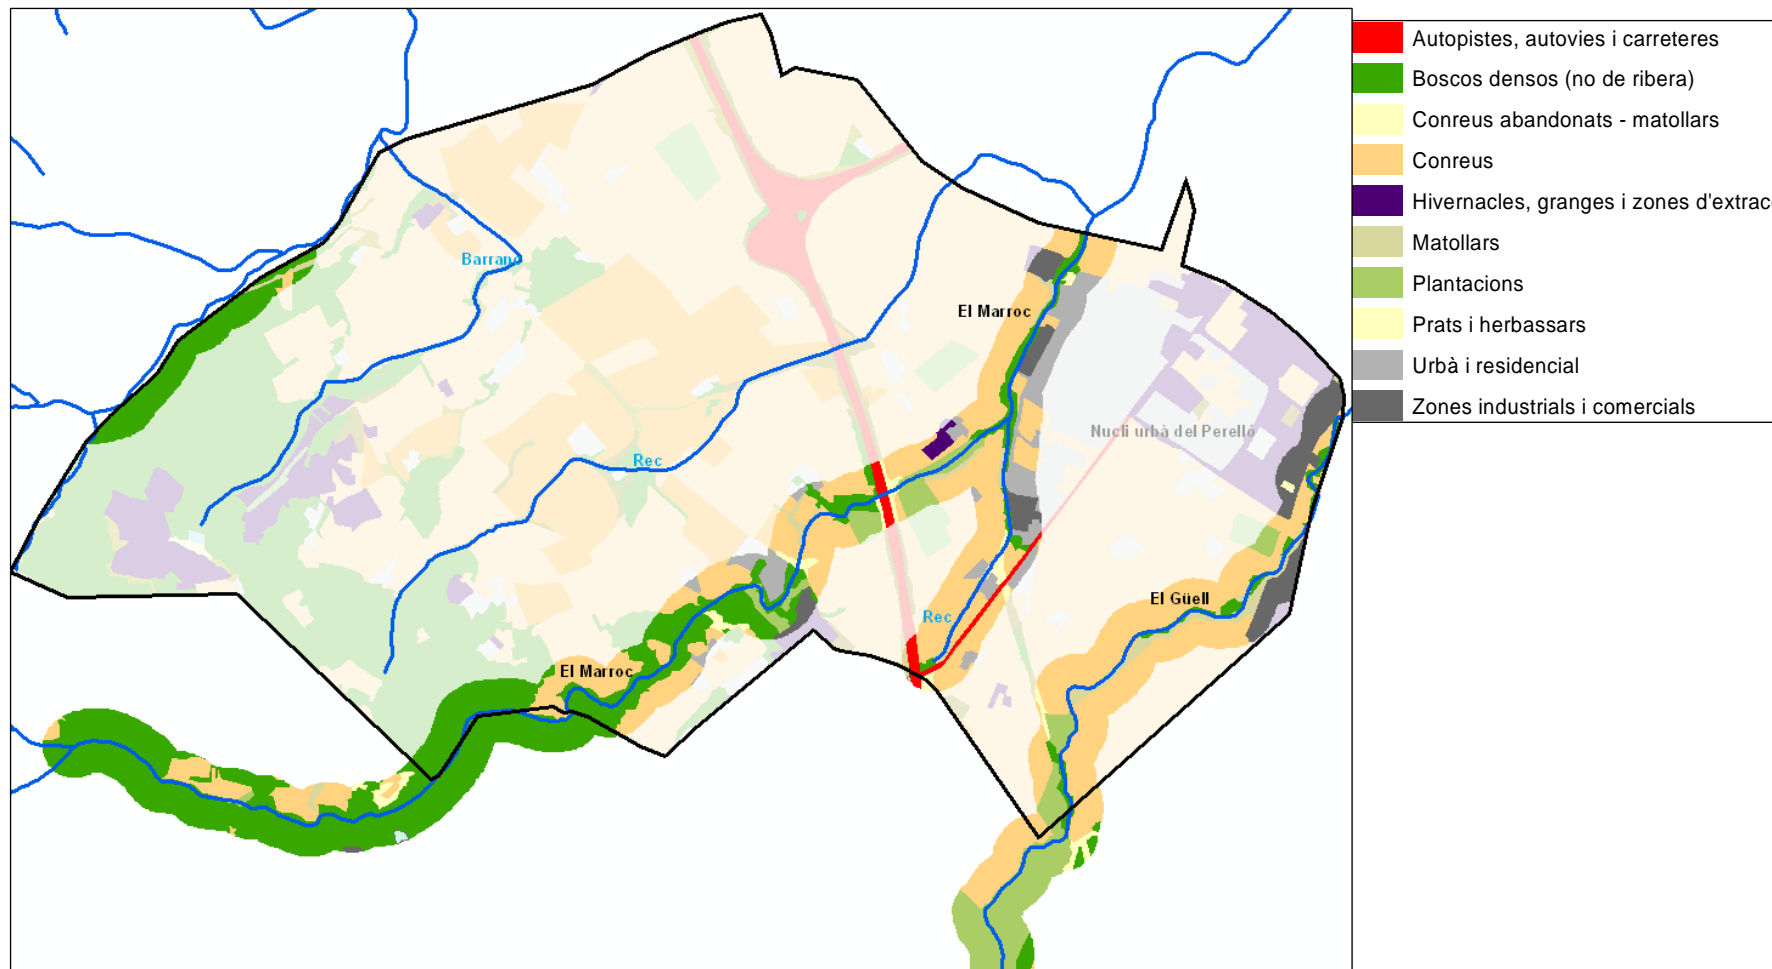 Autopistes, autovies i carreteres
Boscos densos (no de ribera)
Conreus abandonats - matollars
Conreus
Hivernacles, granges i zones d'extracc
Matollars
Plantacions
Prats i herbassars
Urbà i residencial
Zones industrials i comercials
Barranc
El Marroc
Nucli urbà del Perelló
Rec
El Güell
Rec
El Marroc